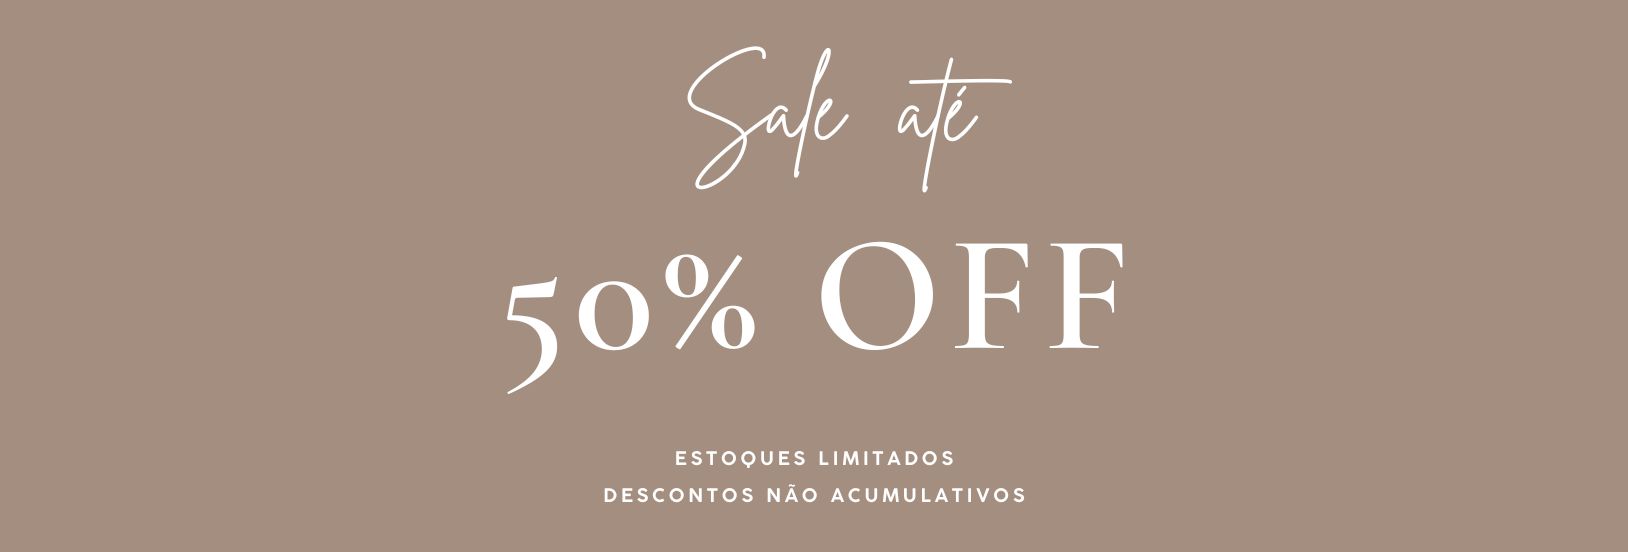 Sale até
50% OFF
ESTOQUES LIMITADOS
DESCONTOS NÃO ACUMULATIVOS